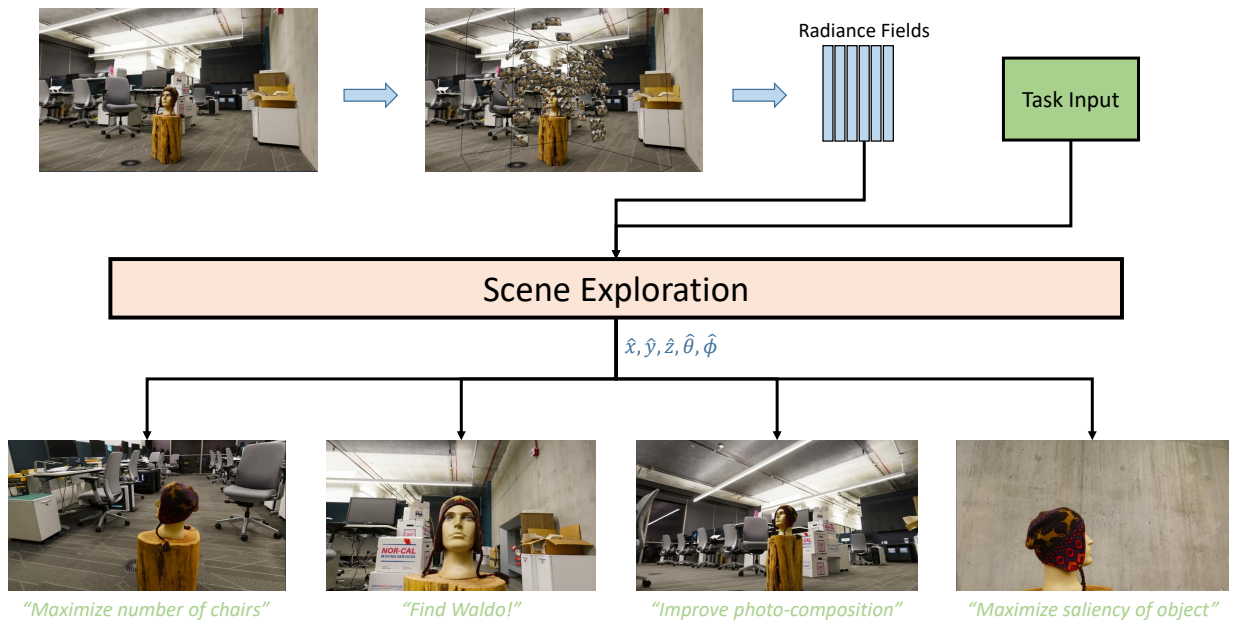 Radiance Fields
Task Input
Scene Exploration
x̂, ŷ, ẑ, θ̂, ϕ̂
NOR-CAL
MOVING SERVICES
"Maximize number of chairs"
"Find Waldo!"
"Improve photo-composition"
"Maximize saliency of object"